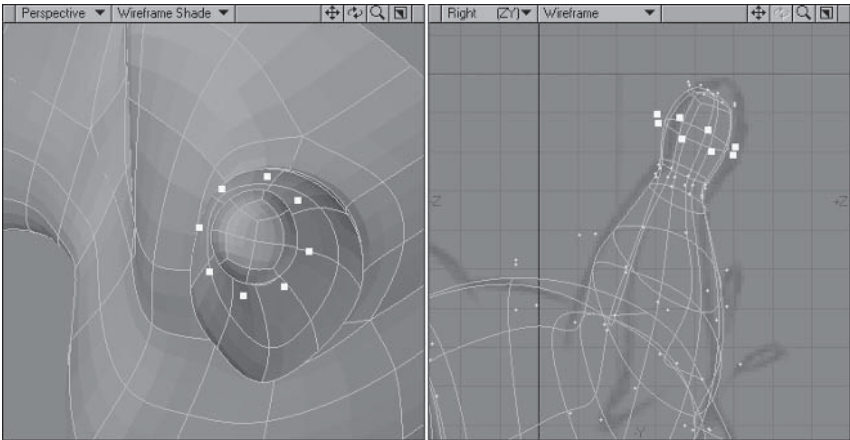 Perspective
Wireframe Shade
Right (ZY)
Wireframe
-Z
+Z
-Y